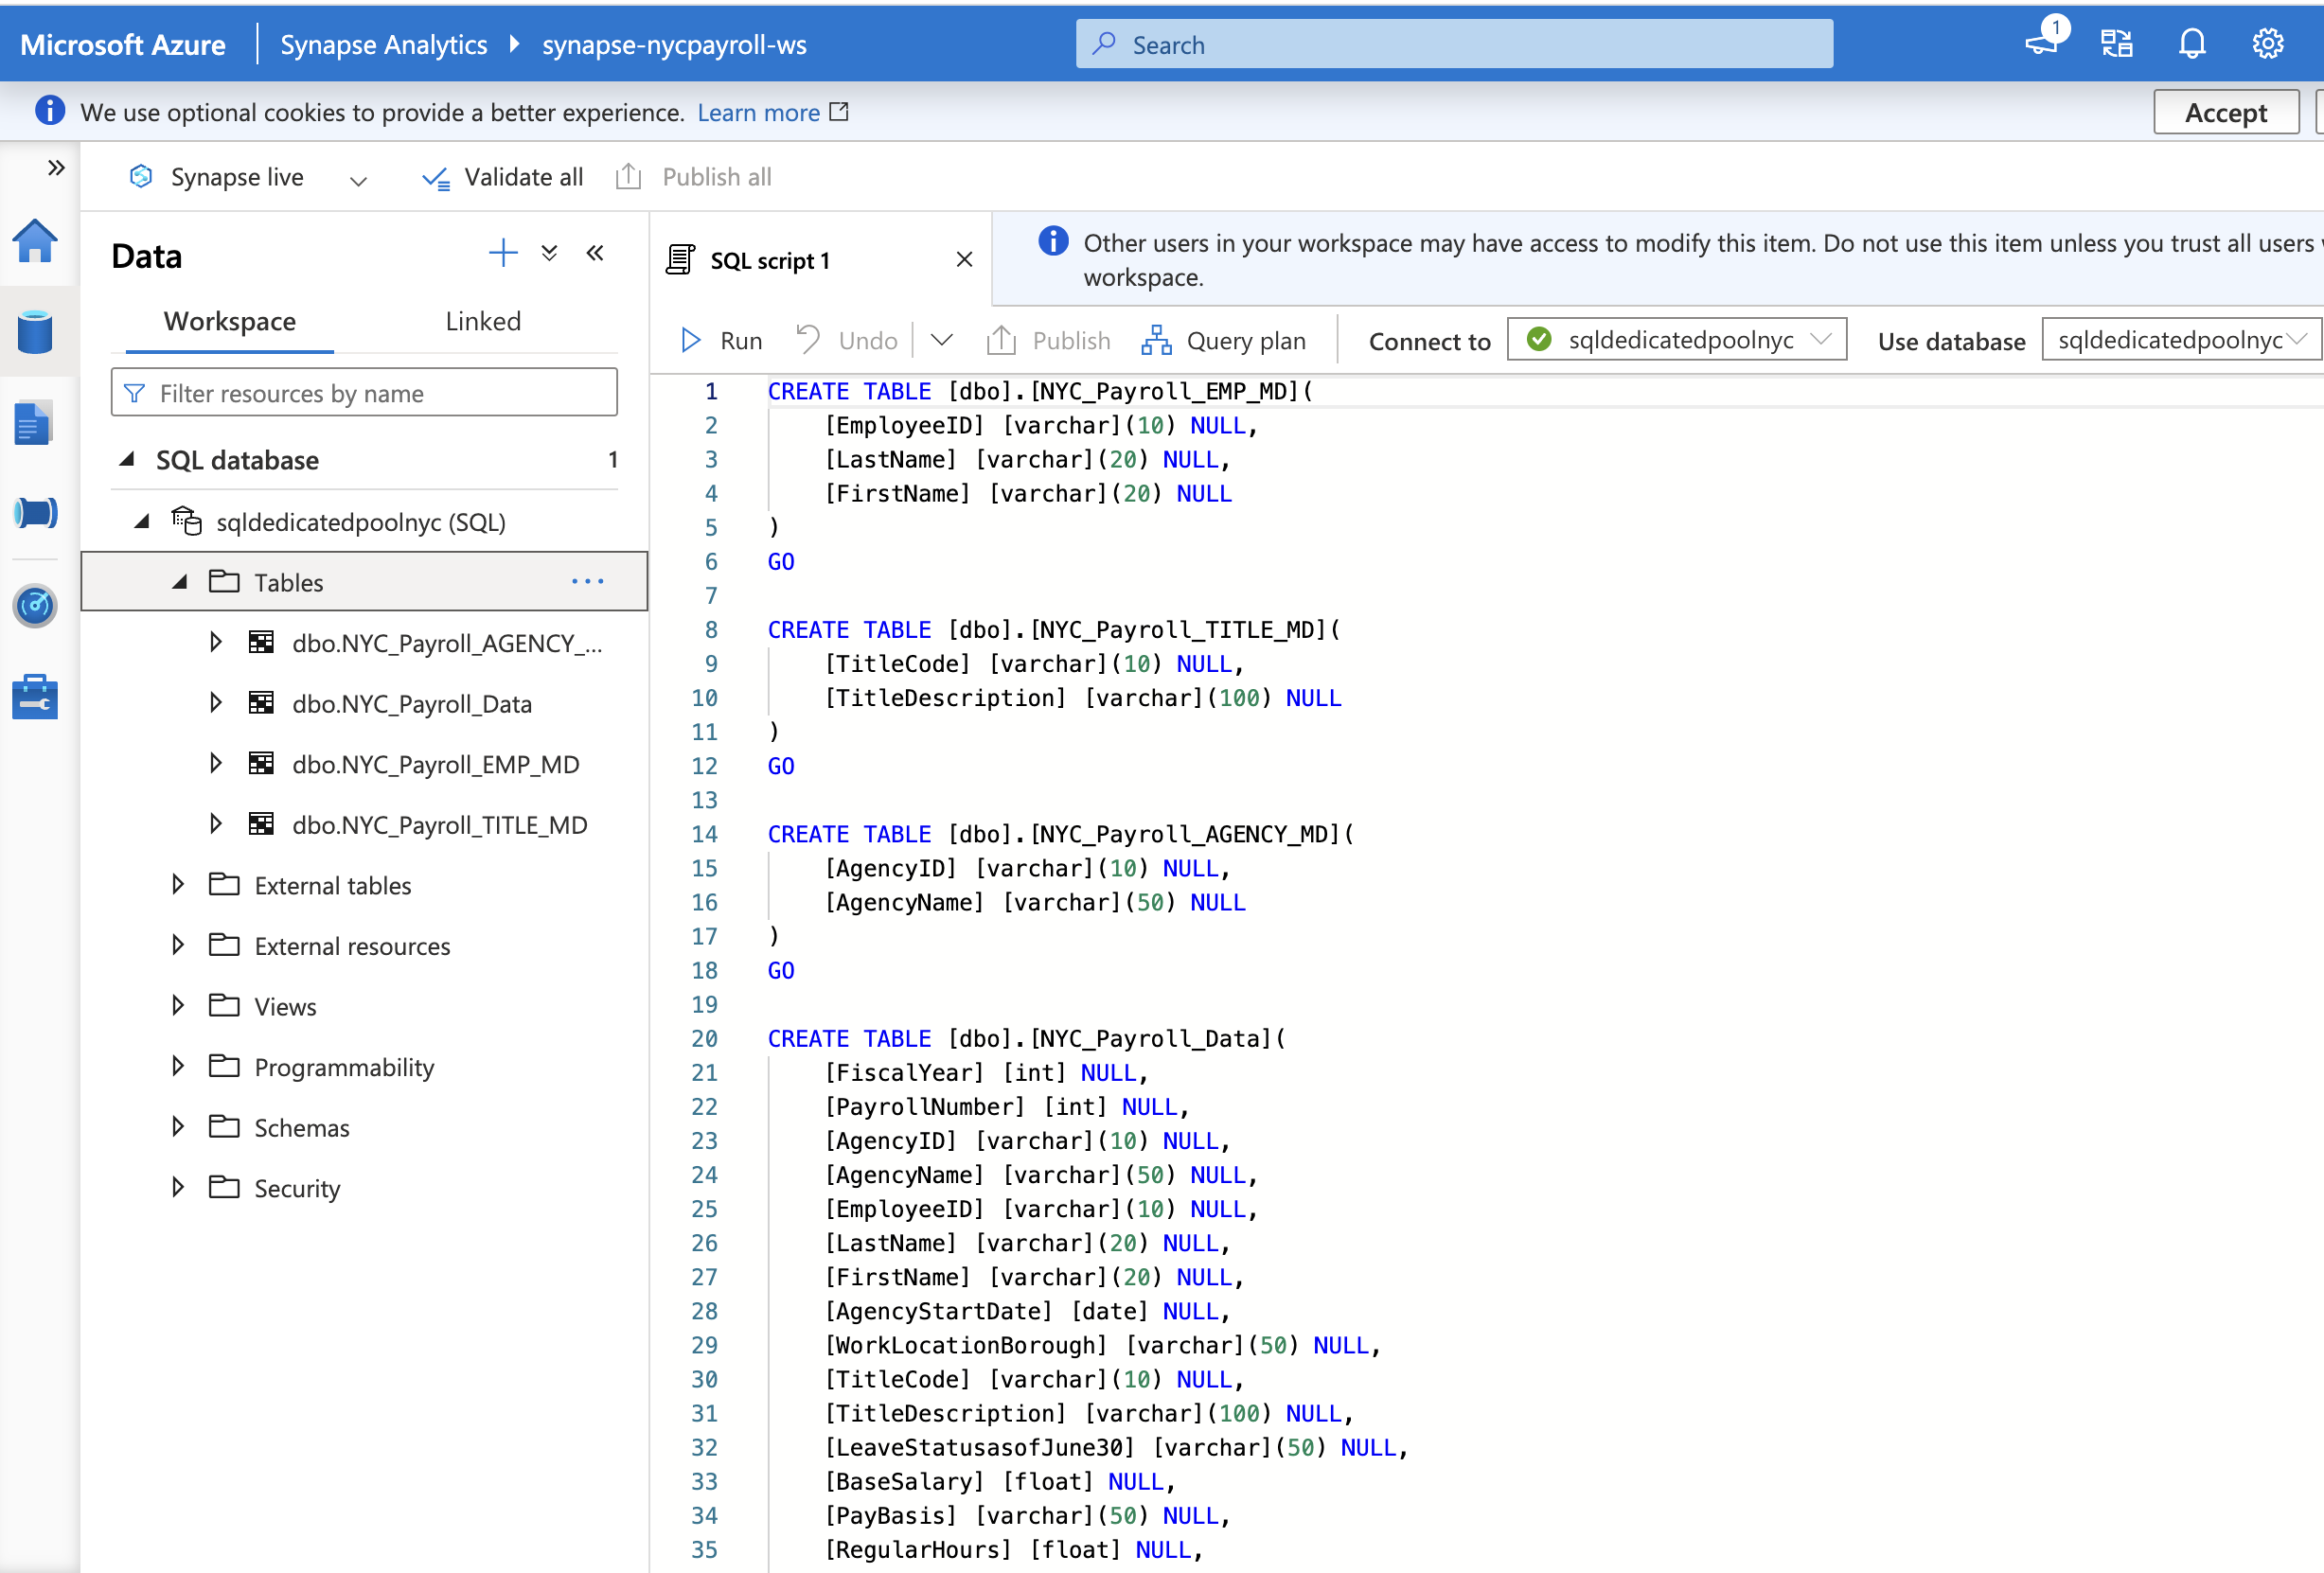 Microsoft Azure
Synapse Analytics
synapse-nycpayroll-ws
Search
1
We use optional cookies to provide a better experience. Learn more
Accept
Synapse live
Validate all
Publish all
Data
Workspace
Linked
Filter resources by name
SQL database
1
sqldedicatedpoolnyc (SQL)
Tables
...
dbo.NYC_Payroll_AGENCY_...
dbo.NYC_Payroll_Data
dbo.NYC_Payroll_EMP_MD
dbo.NYC_Payroll_TITLE_MD
External tables
External resources
Views
Programmability
Schemas
Security
SQL script 1
Other users in your workspace may have access to modify this item. Do not use this item unless you trust all users
workspace.
Run
Undo
Publish
Query plan
Connect to
sqldedicatedpoolnyc
Use database
sqldedicatedpoolnyc
1 CREATE TABLE [dbo].[NYC_Payroll_EMP_MD](
2 [EmployeeID] [varchar](10) NULL,
3 [LastName] [varchar](20) NULL,
4 [FirstName] [varchar](20) NULL
5 )
6 GO
7
8 CREATE TABLE [dbo].[NYC_Payroll_TITLE_MD](
9 [TitleCode] [varchar](10) NULL,
10 [TitleDescription] [varchar](100) NULL
11 )
12 GO
13
14 CREATE TABLE [dbo].[NYC_Payroll_AGENCY_MD](
15 [AgencyID] [varchar](10) NULL,
16 [AgencyName] [varchar](50) NULL
17 )
18 GO
19
20 CREATE TABLE [dbo].[NYC_Payroll_Data](
21 [FiscalYear] [int] NULL,
22 [PayrollNumber] [int] NULL,
23 [AgencyID] [varchar](10) NULL,
24 [AgencyName] [varchar](50) NULL,
25 [EmployeeID] [varchar](10) NULL,
26 [LastName] [varchar](20) NULL,
27 [FirstName] [varchar](20) NULL,
28 [AgencyStartDate] [date] NULL,
29 [WorkLocationBorough] [varchar](50) NULL,
30 [TitleCode] [varchar](10) NULL,
31 [TitleDescription] [varchar](100) NULL,
32 [LeaveStatusasofJune30] [varchar](50) NULL,
33 [BaseSalary] [float] NULL,
34 [PayBasis] [varchar](50) NULL,
35 [RegularHours] [float] NULL,